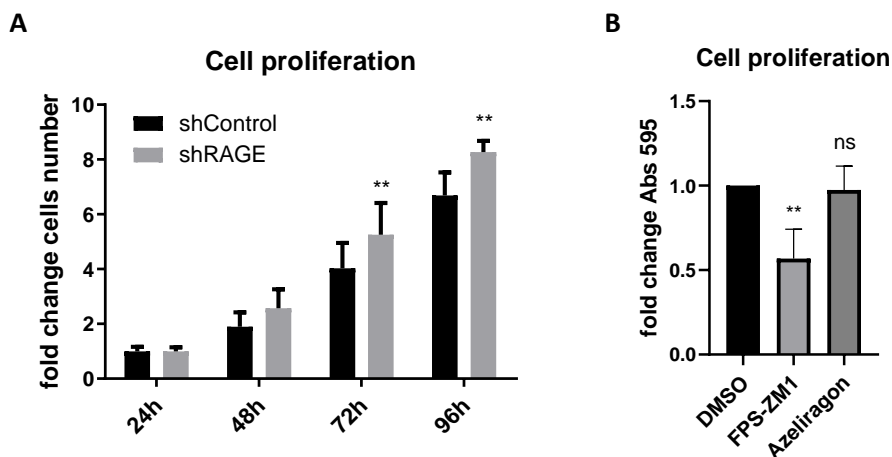 A
Cell proliferation
fold change cells number
10
8
6
4
2
0
shControl
shRAGE
**
**
24h
48h
72h
96h
B
Cell proliferation
fold change Abs 595
1.5
1.0
0.5
0.0
**
ns
DMSO
FPS-ZM1
Azeliragon